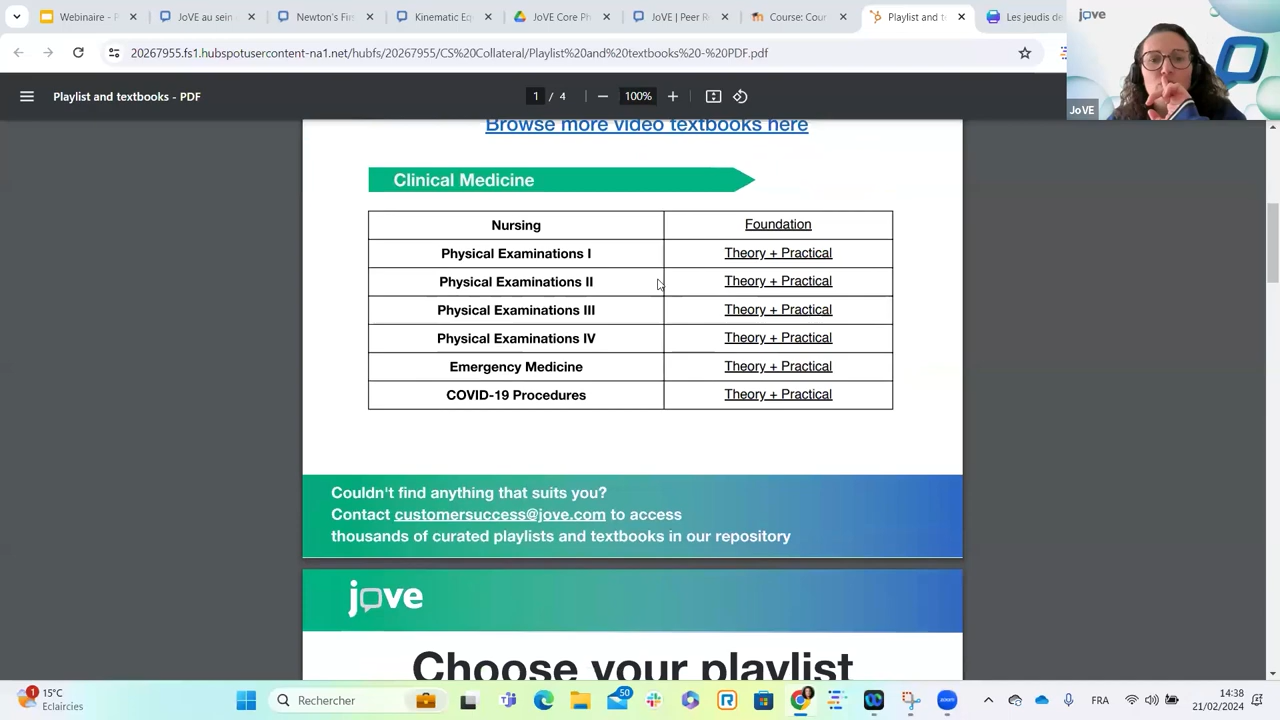 Webinaire - P
JoVE au sein
Newton's Firs
Kinematic Eq
JoVE Core Ph
JoVE | Peer R
Course: Cour
Playlist and t
Les jeudis de
2067955.fs1.hubspotusercontent-na1.net/hubfs/20267955/CS%20Collateral/Playlist%20and%20textbooks%20-%20PDF.pdf
jove
JoVE
Playlist and textbooks - PDF
1 / 4
100%
Browse more video textbooks here
Clinical Medicine
Nursing Foundation
Physical Examinations I Theory + Practical
Physical Examinations II Theory + Practical
Physical Examinations III Theory + Practical
Physical Examinations IV Theory + Practical
Emergency Medicine Theory + Practical
COVID-19 Procedures Theory + Practical
Couldn't find anything that suits you?
Contact customersuccess@jove.com to access
thousands of curated playlists and textbooks in our repository
jove
Choose your playlist
1
15°C
Eclaircies
Rechercher
50
zoom
FRA
14:38
21/02/2024